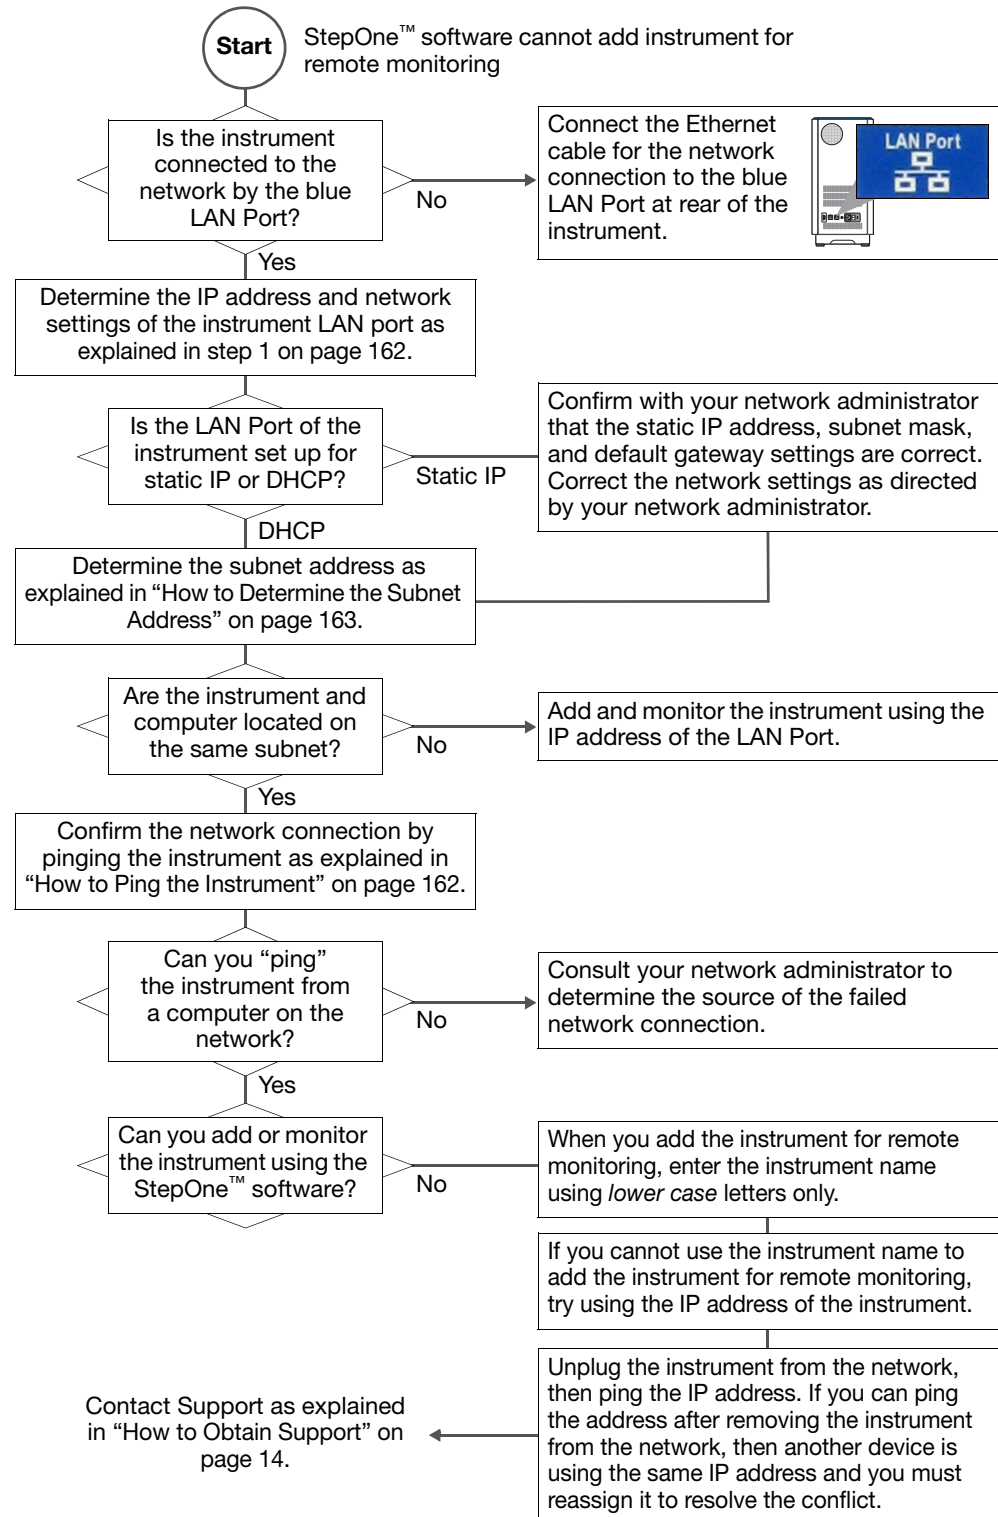 Start
StepOne™ software cannot add instrument for
remote monitoring
Is the instrument
connected to the
network by the blue
LAN Port?
No
Connect the Ethernet
cable for the network
connection to the blue
LAN Port at rear of the
instrument.
LAN Port
Yes
Determine the IP address and network
settings of the instrument LAN port as
explained in step 1 on page 162.
Is the LAN Port of the
instrument set up for
static IP or DHCP?
Static IP
Confirm with your network administrator
that the static IP address, subnet mask,
and default gateway settings are correct.
Correct the network settings as directed
by your network administrator.
DHCP
Determine the subnet address as
explained in “How to Determine the Subnet
Address” on page 163.
Are the instrument and
computer located on
the same subnet?
No
Add and monitor the instrument using the
IP address of the LAN Port.
Yes
Confirm the network connection by
pinging the instrument as explained in
“How to Ping the Instrument” on page 162.
Can you “ping”
the instrument from
a computer on the
network?
No
Consult your network administrator to
determine the source of the failed
network connection.
Yes
Can you add or monitor
the instrument using the
StepOne™ software?
No
When you add the instrument for remote
monitoring, enter the instrument name
using lower case letters only.
If you cannot use the instrument name to
add the instrument for remote monitoring,
try using the IP address of the instrument.
Unplug the instrument from the network,
then ping the IP address. If you can ping
the address after removing the instrument
from the network, then another device is
using the same IP address and you must
reassign it to resolve the conflict.
Contact Support as explained
in “How to Obtain Support” on
page 14.